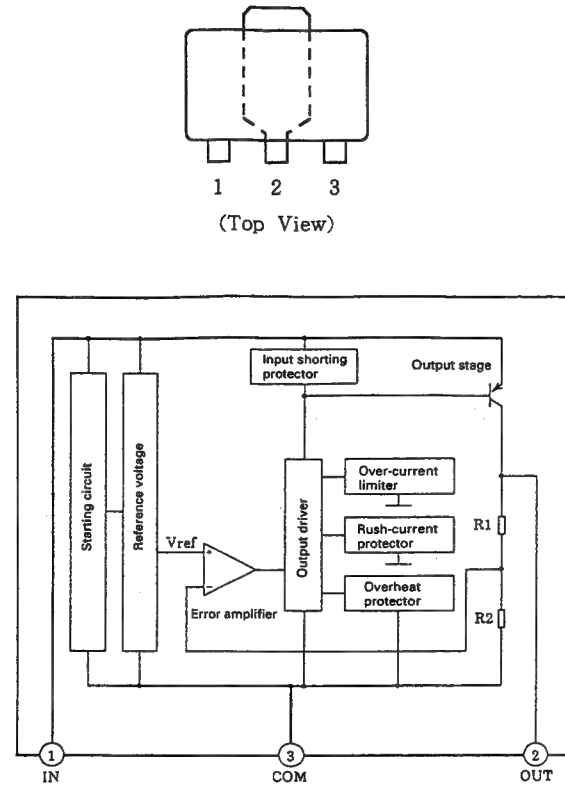 1 2 3
(Top View)
Input shorting
protector
Output stage
Starting circuit
Reference voltage
Output driver
Over-current
limiter
Vref
+
−
Rush-current
protector
R1
Error amplifier
Overheat
protector
R2
1 3 2
IN COM OUT